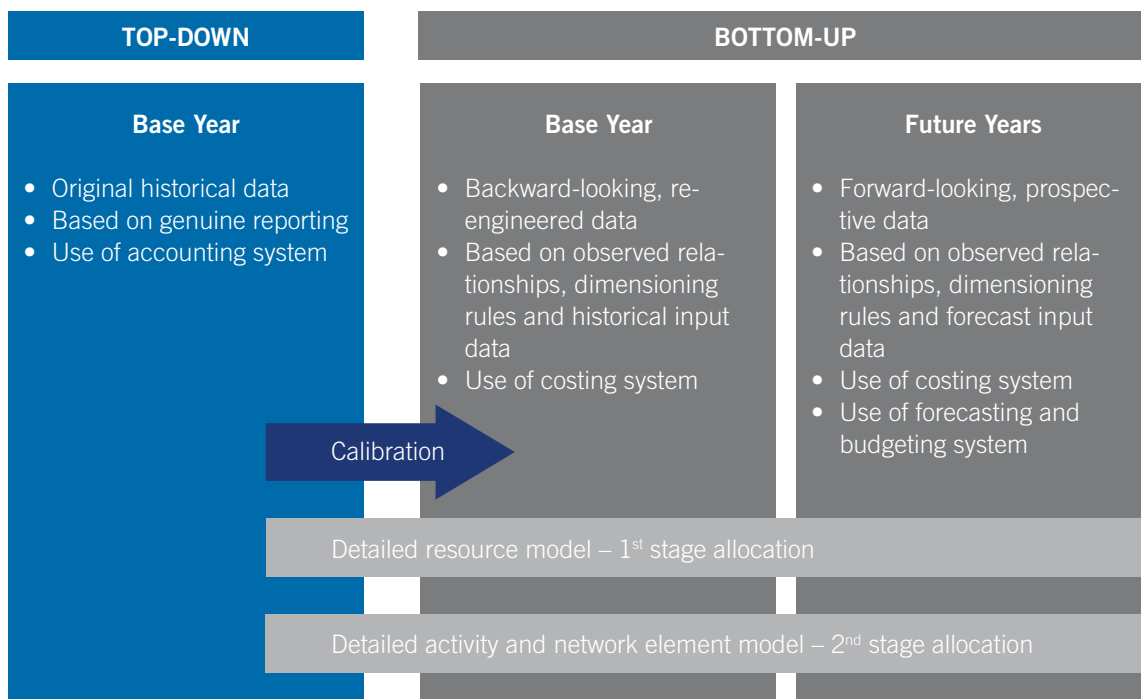 TOP-DOWN
BOTTOM-UP
Base Year
• Original historical data
• Based on genuine reporting
• Use of accounting system
Base Year
• Backward-looking, re-
engineered data
• Based on observed rela-
tionships, dimensioning
rules and historical input
data
• Use of costing system
Future Years
• Forward-looking, prospec-
tive data
• Based on observed rela-
tionships, dimensioning
rules and forecast input
data
• Use of costing system
• Use of forecasting and
budgeting system
Calibration
Detailed resource model – 1st stage allocation
Detailed activity and network element model – 2nd stage allocation